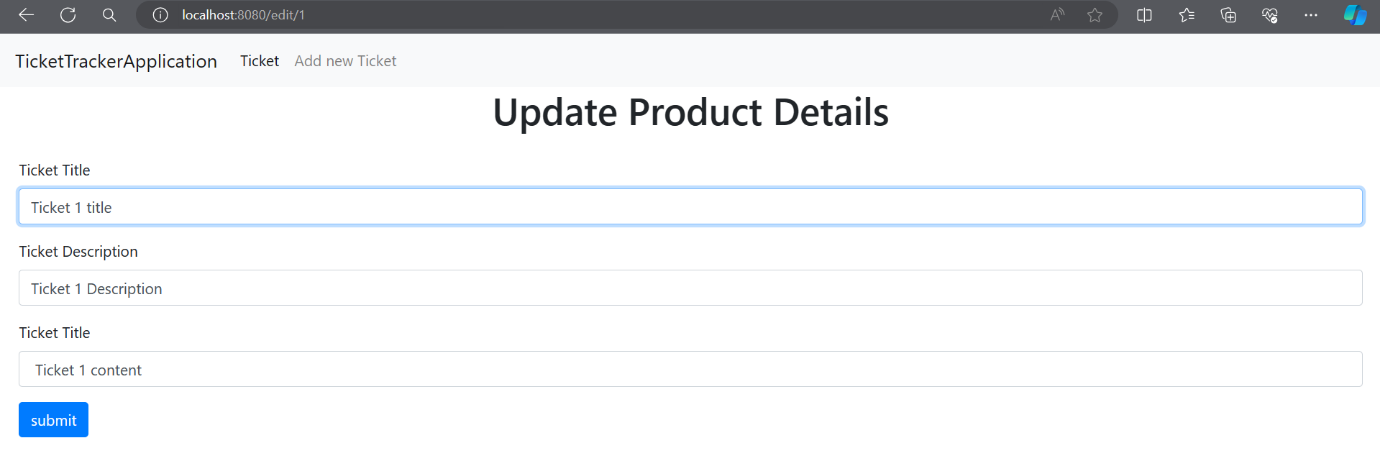 localhost:8080/edit/1
TicketTrackerApplication Ticket Add new Ticket
Update Product Details
Ticket Title
Ticket 1 title
Ticket Description
Ticket 1 Description
Ticket Title
Ticket 1 content
submit